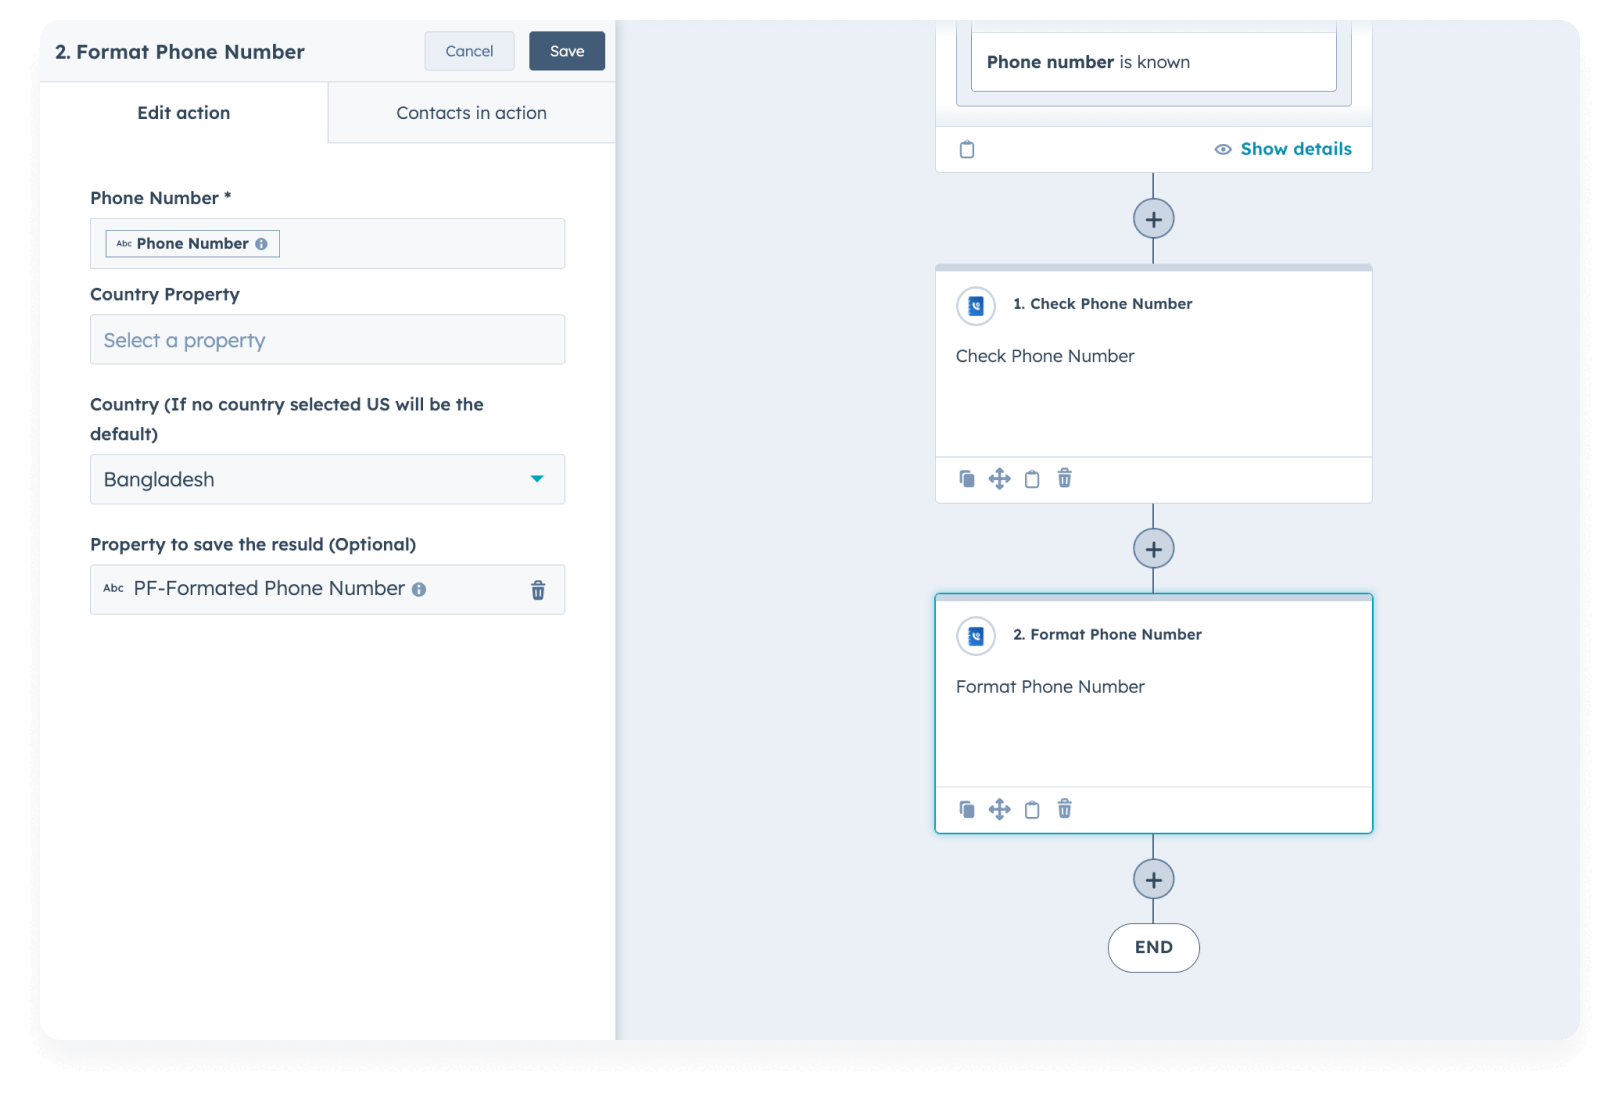 2. Format Phone Number
Cancel
Save
Edit action
Contacts in action
Phone Number *
Abc Phone Number
Country Property
Select a property
Country (If no country selected US will be the
default)
Bangladesh
Property to save the resuld (Optional)
Abc PF-Formated Phone Number
Phone number is known
Show details
1. Check Phone Number
Check Phone Number
2. Format Phone Number
Format Phone Number
END